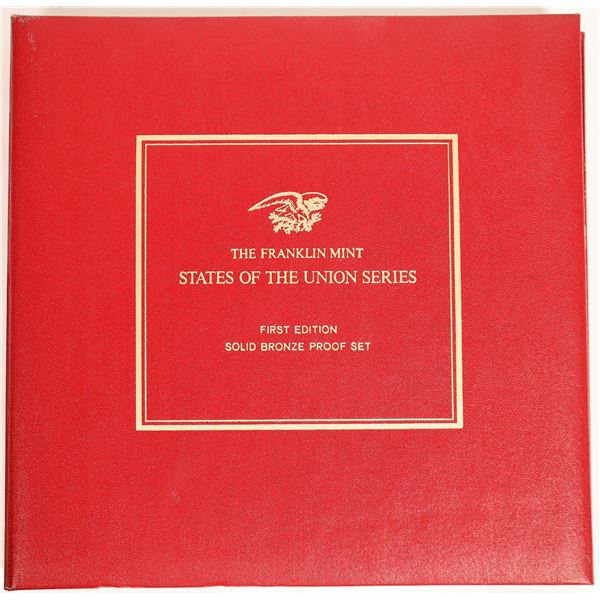 THE FRANKLIN MINT
STATES OF THE UNION SERIES
FIRST EDITION
SOLID BRONZE PROOF SET